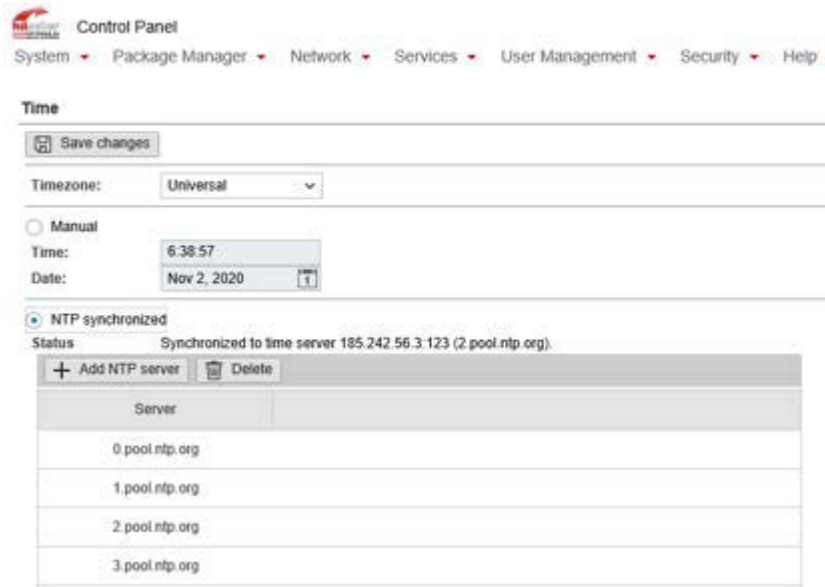 Control Panel
System Package Manager Network Services User Management Security Help
Time
Save changes
Timezone: Universal
Manual
Time: 6:38:57
Date: Nov 2, 2020
NTP synchronized
Status Synchronized to time server 185.242.56.3:123 (2.pool.ntp.org).
Add NTP server Delete
Server
0.pool.ntp.org
1.pool.ntp.org
2.pool.ntp.org
3.pool.ntp.org